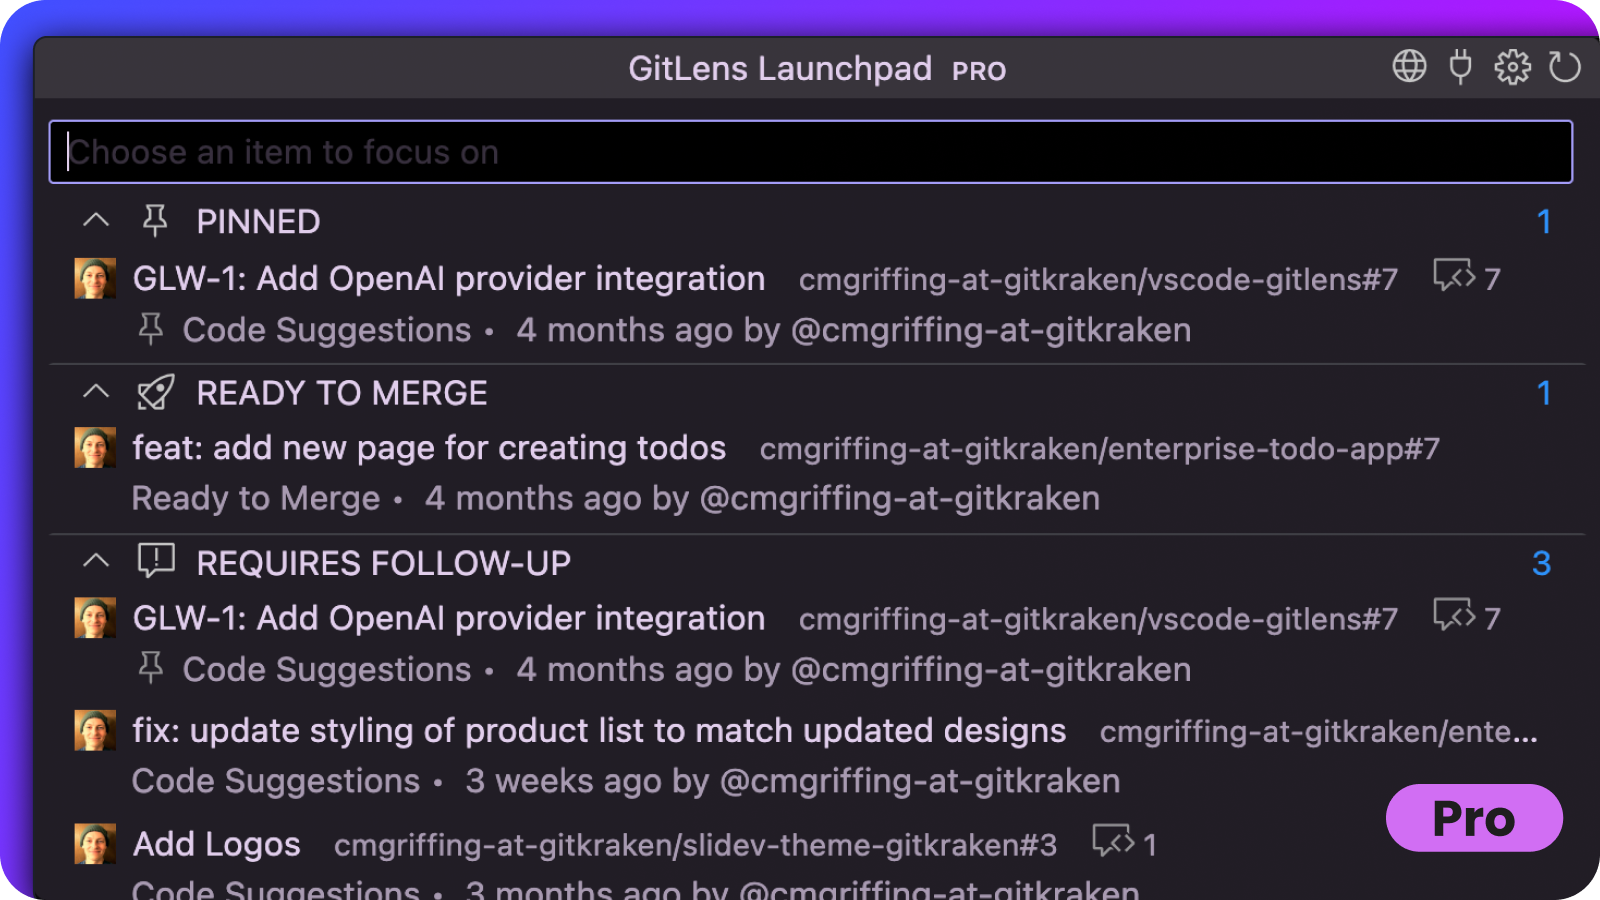 GitLens Launchpad PRO
Choose an item to focus on
PINNED 1
GLW-1: Add OpenAI provider integration cmgriffing-at-gitkraken/vscode-gitlens#7 7
Code Suggestions • 4 months ago by @cmgriffing-at-gitkraken
READY TO MERGE 1
feat: add new page for creating todos cmgriffing-at-gitkraken/enterprise-todo-app#7
Ready to Merge • 4 months ago by @cmgriffing-at-gitkraken
REQUIRES FOLLOW-UP 3
GLW-1: Add OpenAI provider integration cmgriffing-at-gitkraken/vscode-gitlens#7 7
Code Suggestions • 4 months ago by @cmgriffing-at-gitkraken
fix: update styling of product list to match updated designs cmgriffing-at-gitkraken/ente...
Code Suggestions • 3 weeks ago by @cmgriffing-at-gitkraken
Pro
Add Logos cmgriffing-at-gitkraken/slidev-theme-gitkraken#3 1
Code Suggestions • 3 months ago by @cmgriffing-at-gitkraken